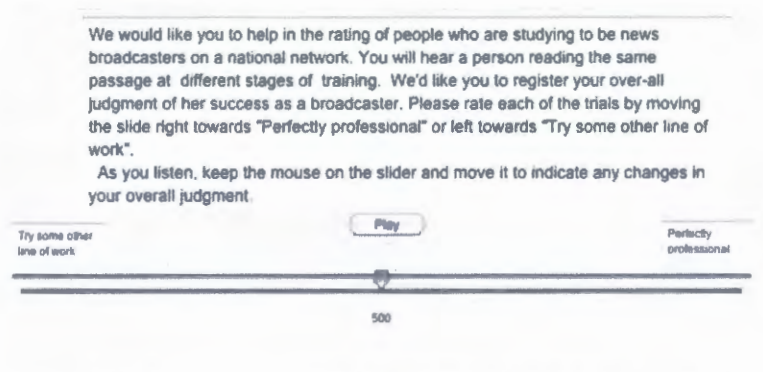 We would like you to help in the rating of people who are studying to be news
broadcasters on a national network. You will hear a person reading the same
passage at different stages of training. We'd like you to register your over-all
judgment of her success as a broadcaster. Please rate each of the trials by moving
the slide right towards "Perfectly professional" or left towards "Try some other line of
work".
As you listen, keep the mouse on the slider and move it to indicate any changes in
your overall judgment
Play
Try some other
line of work
Perfectly
professional
500